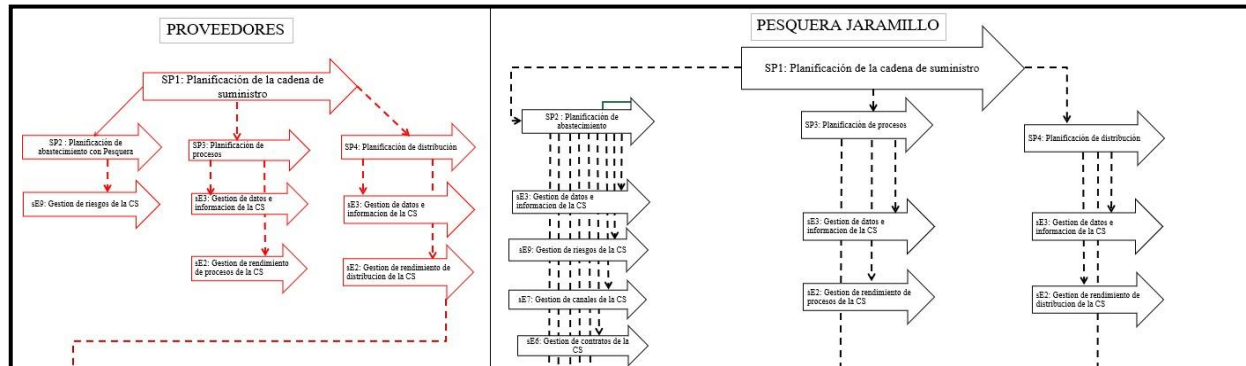 PROVEEDORES
SP1: Planificación de la cadena de
suministro
SP2 : Planificación de
abastecimiento con Pesquera
SP3: Planificación de
procesos
SP4: Planificación de distribución
sE9: Gestion de riesgos de la CS
sE3: Gestion de datos e
informacion de la CS
sE3: Gestion de datos e
informacion de la CS
sE2: Gestion de rendimiento
de procesos de la CS
sE2: Gestion de rendimiento de
distribucion de la CS
PESQUERA JARAMILLO
SP1: Planificación de la cadena de suministro
SP2 : Planificación de
abastecimiento
SP3: Planificación de procesos
SP4: Planificación de distribución
sE3: Gestion de datos e
informacion de la CS
sE9: Gestion de riesgos de la CS
sE7: Gestion de canales de la CS
sE6: Gestion de contratos de la
CS
sE3: Gestion de datos e
informacion de la CS
sE2: Gestion de rendimiento de
procesos de la CS
sE3: Gestion de datos e
informacion de la CS
sE2: Gestion de rendimiento de
distribucion de la CS